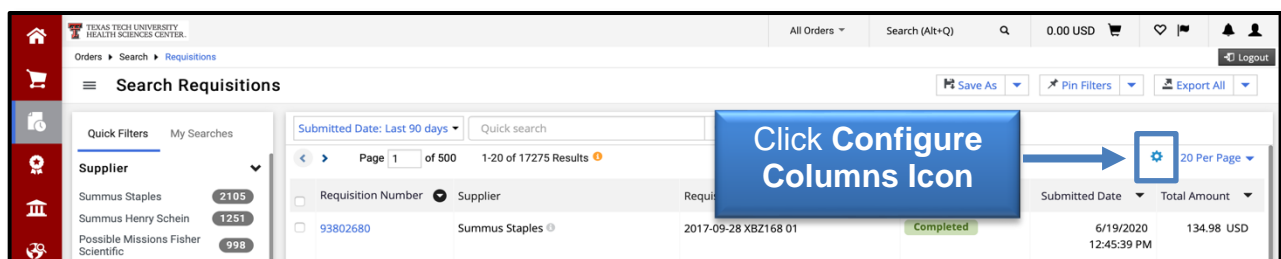 TEXAS TECH UNIVERSITY
HEALTH SCIENCES CENTER.
All Orders
Search (Alt+Q)
0.00 USD
Orders Search Requisitions
Logout
Search Requisitions
Save As
Pin Filters
Export All
Quick Filters My Searches
Submitted Date: Last 90 days
Quick search
Click Configure
Columns Icon
Page 1 of 500 1-20 of 17275 Results
20 Per Page
Supplier
Requisition Number Supplier
Submitted Date Total Amount
Summus Staples 2105
Summus Henry Schein 1251
Possible Missions Fisher
Scientific 998
93802680 Summus Staples 2017-09-28 XBZ168 01 Completed 6/19/2020 134.98 USD
12:45:39 PM